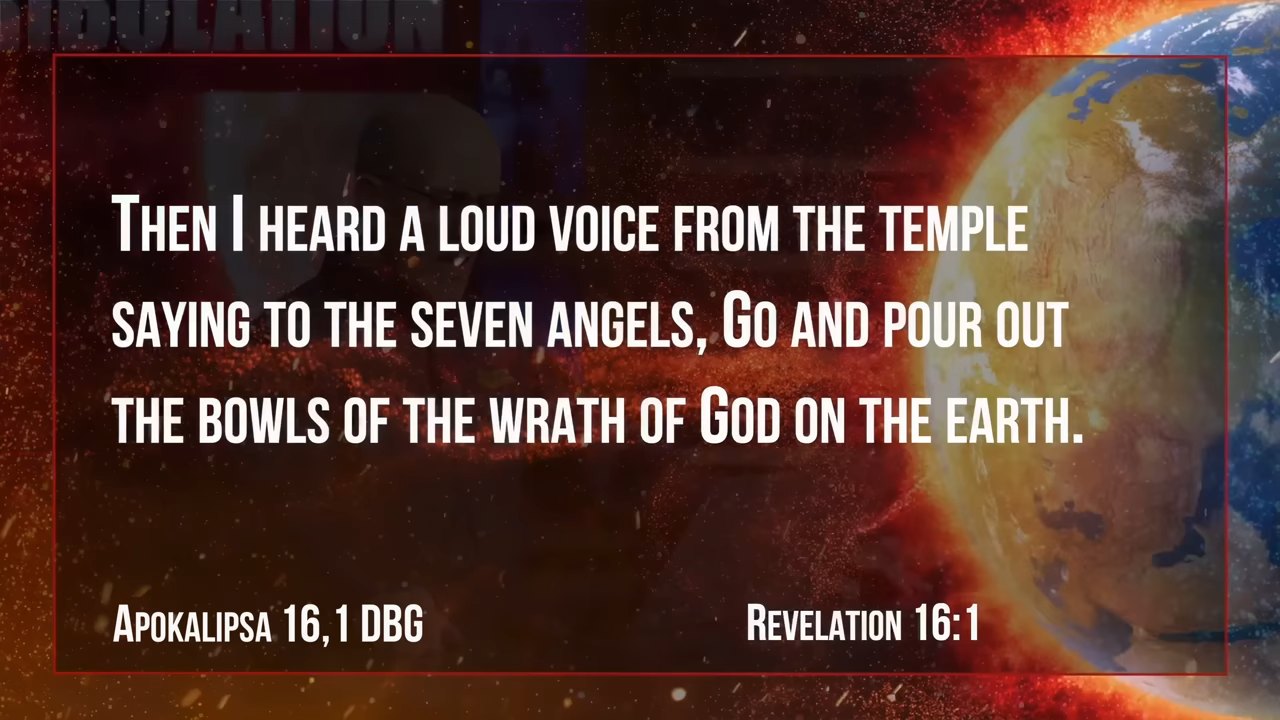 Then I heard a loud voice from the temple
saying to the seven angels, Go and pour out
the bowls of the wrath of God on the earth.
Apokalipsa 16,1 DBG
Revelation 16:1